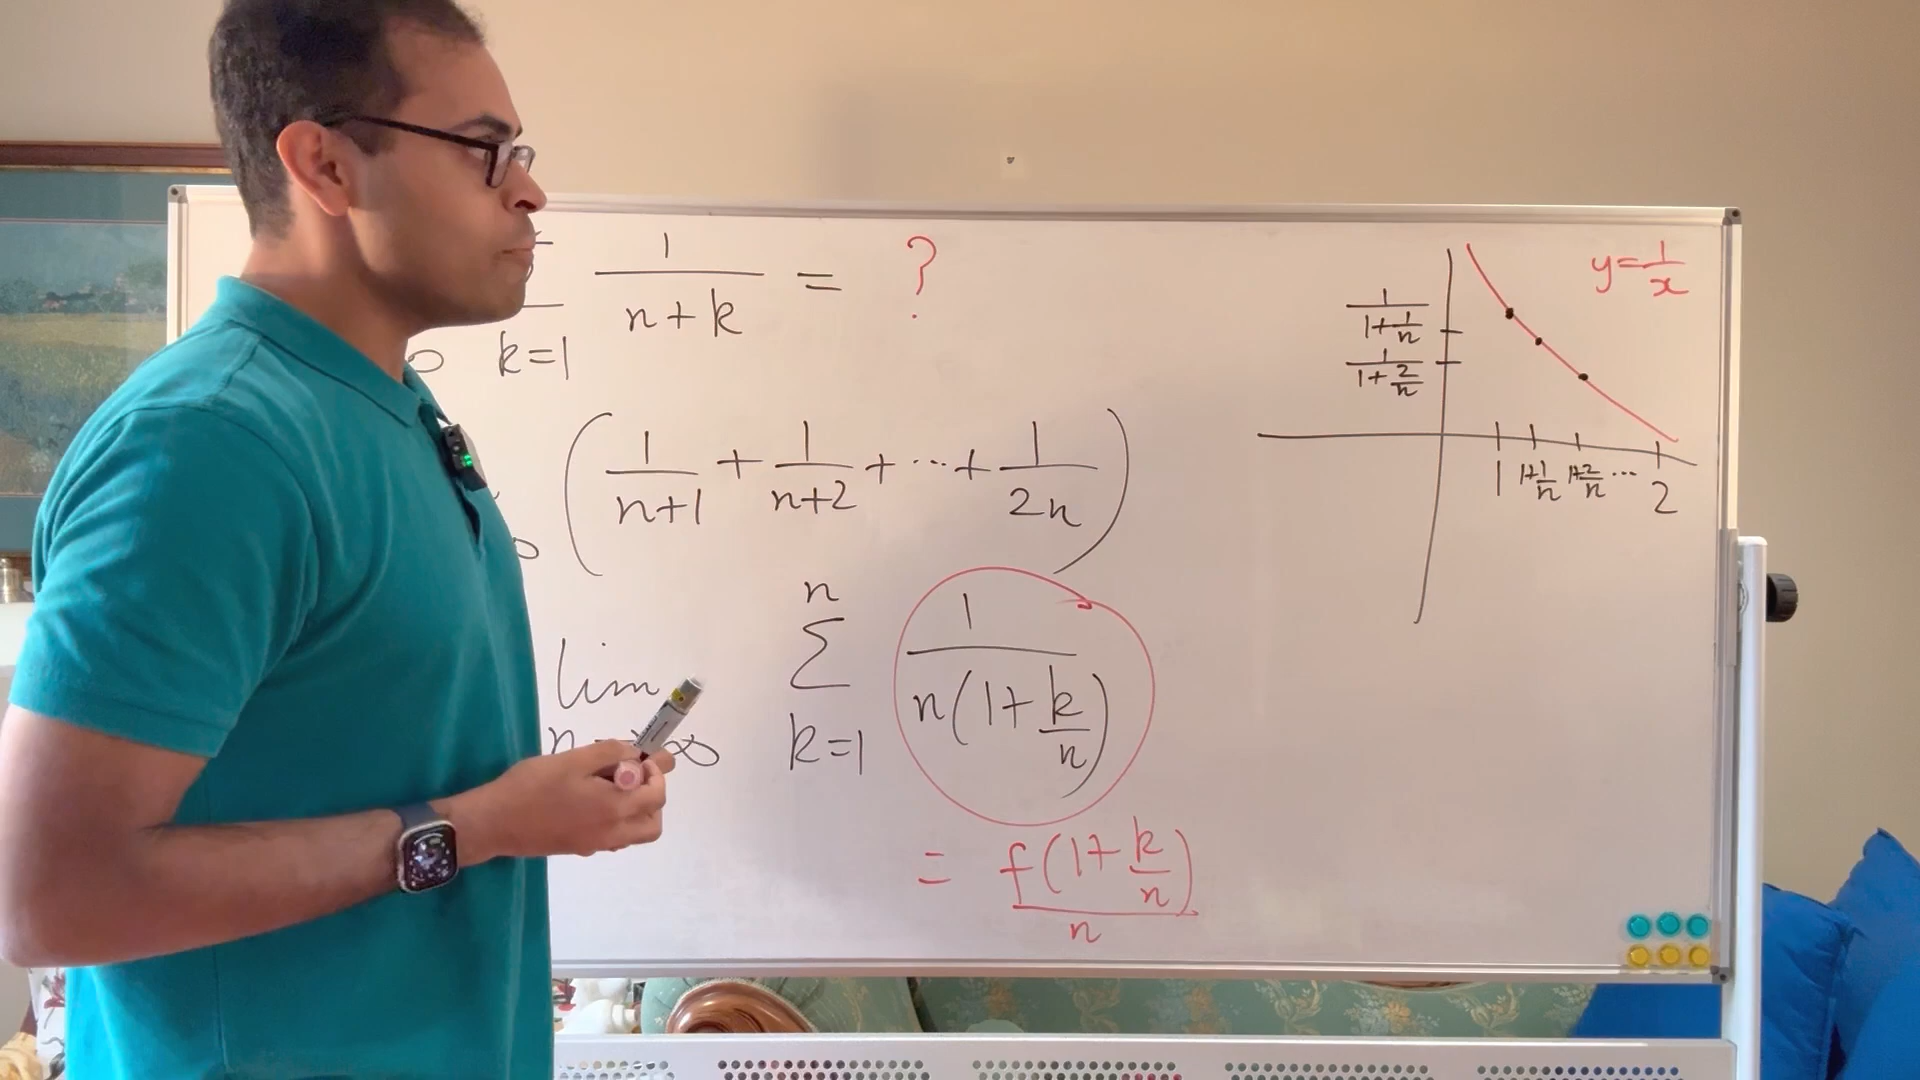 1/(n+k) = ?
k=1
(1/(n+1) + 1/(n+2) + ... + 1/(2n))
lim n→∞ n Σ k=1 1/(n(1+k/n))
= f(1+k/n)/n
y=1/x
1/(1+1/n)
1/(1+2/n)
1 1+1/n 1+2/n ... 2